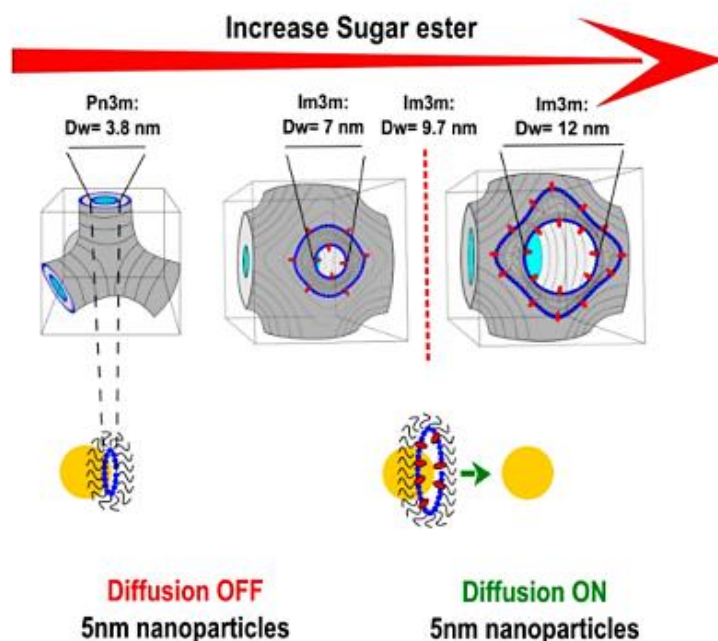 Increase Sugar ester
Pn3m:
Dw= 3.8 nm
Im3m:
Dw= 7 nm
Im3m:
Dw= 9.7 nm
Im3m:
Dw= 12 nm
Diffusion OFF
5nm nanoparticles
Diffusion ON
5nm nanoparticles